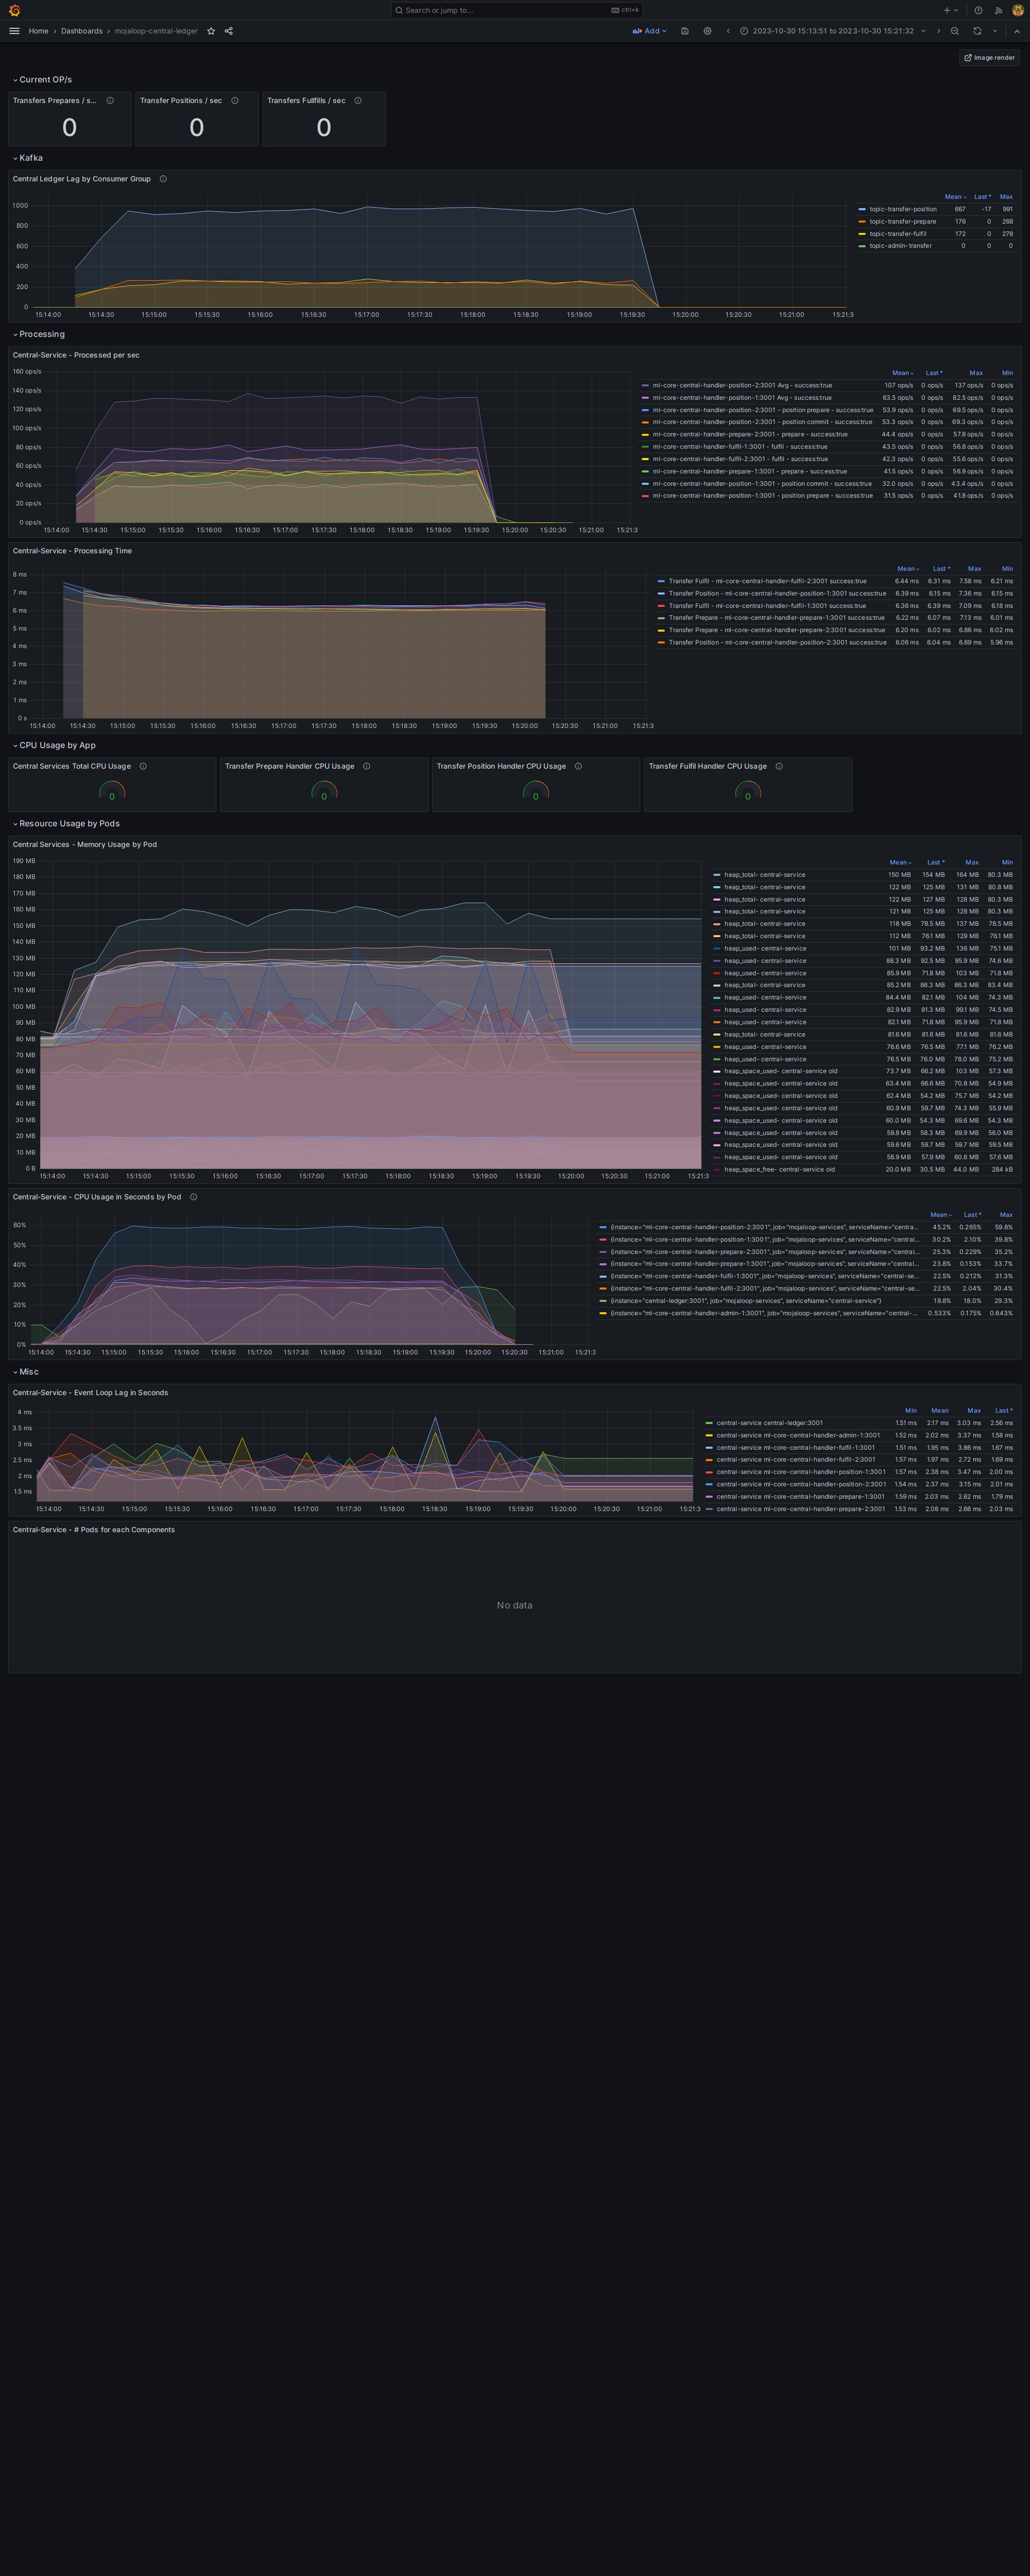 Search or jump to...
ctrl+k
Home
Dashboards
mojaloop-central-ledger
Add
2023-10-30 15:13:51 to 2023-10-30 15:21:32
Image render
Current OP/s
Transfers Prepares / s...
Transfer Positions / sec
Transfers Fullfills / sec
0
0
0
Kafka
Central Ledger Lag by Consumer Group
1000
800
600
400
200
0
15:14:00 15:14:30 15:15:00 15:15:30 15:16:00 15:16:30 15:17:00 15:17:30 15:18:00 15:18:30 15:19:00 15:19:30 15:20:00 15:20:30 15:21:00 15:21:3
Mean Last * Max
topic-transfer-position 667 -17 991
topic-transfer-prepare 176 0 268
topic-transfer-fulfil 172 0 278
topic-admin-transfer 0 0 0
Processing
Central-Service - Processed per sec
160 ops/s
140 ops/s
120 ops/s
100 ops/s
80 ops/s
60 ops/s
40 ops/s
20 ops/s
0 ops/s
15:14:00 15:14:30 15:15:00 15:15:30 15:16:00 15:16:30 15:17:00 15:17:30 15:18:00 15:18:30 15:19:00 15:19:30 15:20:00 15:20:30 15:21:00 15:21:3
Mean Last * Max Min
ml-core-central-handler-position-2:3001 Avg - success:true 107 ops/s 0 ops/s 137 ops/s 0 ops/s
ml-core-central-handler-position-1:3001 Avg - success:true 63.5 ops/s 0 ops/s 82.5 ops/s 0 ops/s
ml-core-central-handler-position-2:3001 - position prepare - success:true 53.9 ops/s 0 ops/s 69.5 ops/s 0 ops/s
ml-core-central-handler-position-2:3001 - position commit - success:true 53.3 ops/s 0 ops/s 69.3 ops/s 0 ops/s
ml-core-central-handler-prepare-2:3001 - prepare - success:true 44.4 ops/s 0 ops/s 57.8 ops/s 0 ops/s
ml-core-central-handler-fulfil-1:3001 - fulfil - success:true 43.5 ops/s 0 ops/s 56.8 ops/s 0 ops/s
ml-core-central-handler-fulfil-2:3001 - fulfil - success:true 42.3 ops/s 0 ops/s 55.6 ops/s 0 ops/s
ml-core-central-handler-prepare-1:3001 - prepare - success:true 41.5 ops/s 0 ops/s 56.9 ops/s 0 ops/s
ml-core-central-handler-position-1:3001 - position commit - success:true 32.0 ops/s 0 ops/s 43.4 ops/s 0 ops/s
ml-core-central-handler-position-1:3001 - position prepare - success:true 31.5 ops/s 0 ops/s 41.8 ops/s 0 ops/s
Central-Service - Processing Time
8 ms
7 ms
6 ms
5 ms
4 ms
3 ms
2 ms
1 ms
0 s
15:14:00 15:14:30 15:15:00 15:15:30 15:16:00 15:16:30 15:17:00 15:17:30 15:18:00 15:18:30 15:19:00 15:19:30 15:20:00 15:20:30 15:21:00 15:21:3
Mean Last * Max Min
Transfer Fulfil - ml-core-central-handler-fulfil-2:3001 success:true 6.44 ms 6.31 ms 7.58 ms 6.21 ms
Transfer Position - ml-core-central-handler-position-1:3001 success:true 6.39 ms 6.15 ms 7.36 ms 6.15 ms
Transfer Fulfil - ml-core-central-handler-fulfil-1:3001 success:true 6.36 ms 6.39 ms 7.09 ms 6.18 ms
Transfer Prepare - ml-core-central-handler-prepare-1:3001 success:true 6.22 ms 6.07 ms 7.13 ms 6.01 ms
Transfer Prepare - ml-core-central-handler-prepare-2:3001 success:true 6.20 ms 6.02 ms 6.86 ms 6.02 ms
Transfer Position - ml-core-central-handler-position-2:3001 success:true 6.06 ms 6.04 ms 6.69 ms 5.96 ms
CPU Usage by App
Central Services Total CPU Usage
Transfer Prepare Handler CPU Usage
Transfer Position Handler CPU Usage
Transfer Fulfil Handler CPU Usage
0
0
0
0
Resource Usage by Pods
Central Services - Memory Usage by Pod
190 MB
180 MB
170 MB
160 MB
150 MB
140 MB
130 MB
120 MB
110 MB
100 MB
90 MB
80 MB
70 MB
60 MB
50 MB
40 MB
30 MB
20 MB
10 MB
0 B
15:14:00 15:14:30 15:15:00 15:15:30 15:16:00 15:16:30 15:17:00 15:17:30 15:18:00 15:18:30 15:19:00 15:19:30 15:20:00 15:20:30 15:21:00 15:21:3
Mean Last * Max Min
heap_total- central-service 150 MB 154 MB 164 MB 80.3 MB
heap_total- central-service 122 MB 125 MB 131 MB 80.8 MB
heap_total- central-service 122 MB 127 MB 128 MB 80.3 MB
heap_total- central-service 121 MB 125 MB 128 MB 80.3 MB
heap_total- central-service 118 MB 78.5 MB 137 MB 78.5 MB
heap_total- central-service 112 MB 76.1 MB 129 MB 76.1 MB
heap_used- central-service 101 MB 93.2 MB 136 MB 75.1 MB
heap_used- central-service 88.3 MB 92.5 MB 95.9 MB 74.6 MB
heap_used- central-service 85.9 MB 71.8 MB 103 MB 71.8 MB
heap_total- central-service 85.2 MB 86.3 MB 86.3 MB 83.4 MB
heap_used- central-service 84.4 MB 82.1 MB 104 MB 74.3 MB
heap_used- central-service 82.9 MB 81.3 MB 99.1 MB 74.5 MB
heap_used- central-service 82.1 MB 71.8 MB 95.9 MB 71.8 MB
heap_total- central-service 81.6 MB 81.6 MB 81.6 MB 81.6 MB
heap_used- central-service 76.6 MB 76.5 MB 77.1 MB 76.2 MB
heap_used- central-service 76.5 MB 76.0 MB 78.0 MB 75.2 MB
heap_space_used- central-service old 73.7 MB 66.2 MB 103 MB 57.3 MB
heap_space_used- central-service old 63.4 MB 66.6 MB 70.8 MB 54.9 MB
heap_space_used- central-service old 62.4 MB 54.2 MB 75.7 MB 54.2 MB
heap_space_used- central-service old 60.9 MB 59.7 MB 74.3 MB 55.9 MB
heap_space_used- central-service old 60.0 MB 54.3 MB 69.6 MB 54.3 MB
heap_space_used- central-service old 59.8 MB 58.3 MB 69.9 MB 56.0 MB
heap_space_used- central-service old 59.6 MB 59.7 MB 59.7 MB 59.5 MB
heap_space_used- central-service old 58.9 MB 57.9 MB 60.6 MB 57.6 MB
heap_space_free- central-service old 20.0 MB 30.5 MB 44.0 MB 284 kB
Central-Service - CPU Usage in Seconds by Pod
60%
50%
40%
30%
20%
10%
0%
15:14:00 15:14:30 15:15:00 15:15:30 15:16:00 15:16:30 15:17:00 15:17:30 15:18:00 15:18:30 15:19:00 15:19:30 15:20:00 15:20:30 15:21:00 15:21:3
Mean Last * Max
{instance="ml-core-central-handler-position-2:3001", job="mojaloop-services", serviceName="centra... 45.2% 0.265% 59.8%
{instance="ml-core-central-handler-position-1:3001", job="mojaloop-services", serviceName="central... 30.2% 2.10% 39.8%
{instance="ml-core-central-handler-prepare-2:3001", job="mojaloop-services", serviceName="central... 25.3% 0.229% 35.2%
{instance="ml-core-central-handler-prepare-1:3001", job="mojaloop-services", serviceName="central... 23.8% 0.153% 33.7%
{instance="ml-core-central-handler-fulfil-1:3001", job="mojaloop-services", serviceName="central-se... 22.5% 0.212% 31.3%
{instance="ml-core-central-handler-fulfil-2:3001", job="mojaloop-services", serviceName="central-se... 22.5% 2.04% 30.4%
{instance="central-ledger:3001", job="mojaloop-services", serviceName="central-service"} 18.8% 18.0% 29.3%
{instance="ml-core-central-handler-admin-1:3001", job="mojaloop-services", serviceName="central-... 0.533% 0.175% 0.643%
Misc
Central-Service - Event Loop Lag in Seconds
4 ms
3.5 ms
3 ms
2.5 ms
2 ms
1.5 ms
15:14:00 15:14:30 15:15:00 15:15:30 15:16:00 15:16:30 15:17:00 15:17:30 15:18:00 15:18:30 15:19:00 15:19:30 15:20:00 15:20:30 15:21:00 15:21:3
Min Mean Max Last *
central-service central-ledger:3001 1.51 ms 2.17 ms 3.03 ms 2.56 ms
central-service ml-core-central-handler-admin-1:3001 1.52 ms 2.02 ms 3.37 ms 1.58 ms
central-service ml-core-central-handler-fulfil-1:3001 1.51 ms 1.95 ms 3.86 ms 1.67 ms
central-service ml-core-central-handler-fulfil-2:3001 1.57 ms 1.97 ms 2.72 ms 1.69 ms
central-service ml-core-central-handler-position-1:3001 1.57 ms 2.38 ms 3.47 ms 2.00 ms
central-service ml-core-central-handler-position-2:3001 1.54 ms 2.37 ms 3.15 ms 2.01 ms
central-service ml-core-central-handler-prepare-1:3001 1.59 ms 2.03 ms 2.62 ms 1.79 ms
central-service ml-core-central-handler-prepare-2:3001 1.53 ms 2.08 ms 2.66 ms 2.03 ms
Central-Service - # Pods for each Components
No data